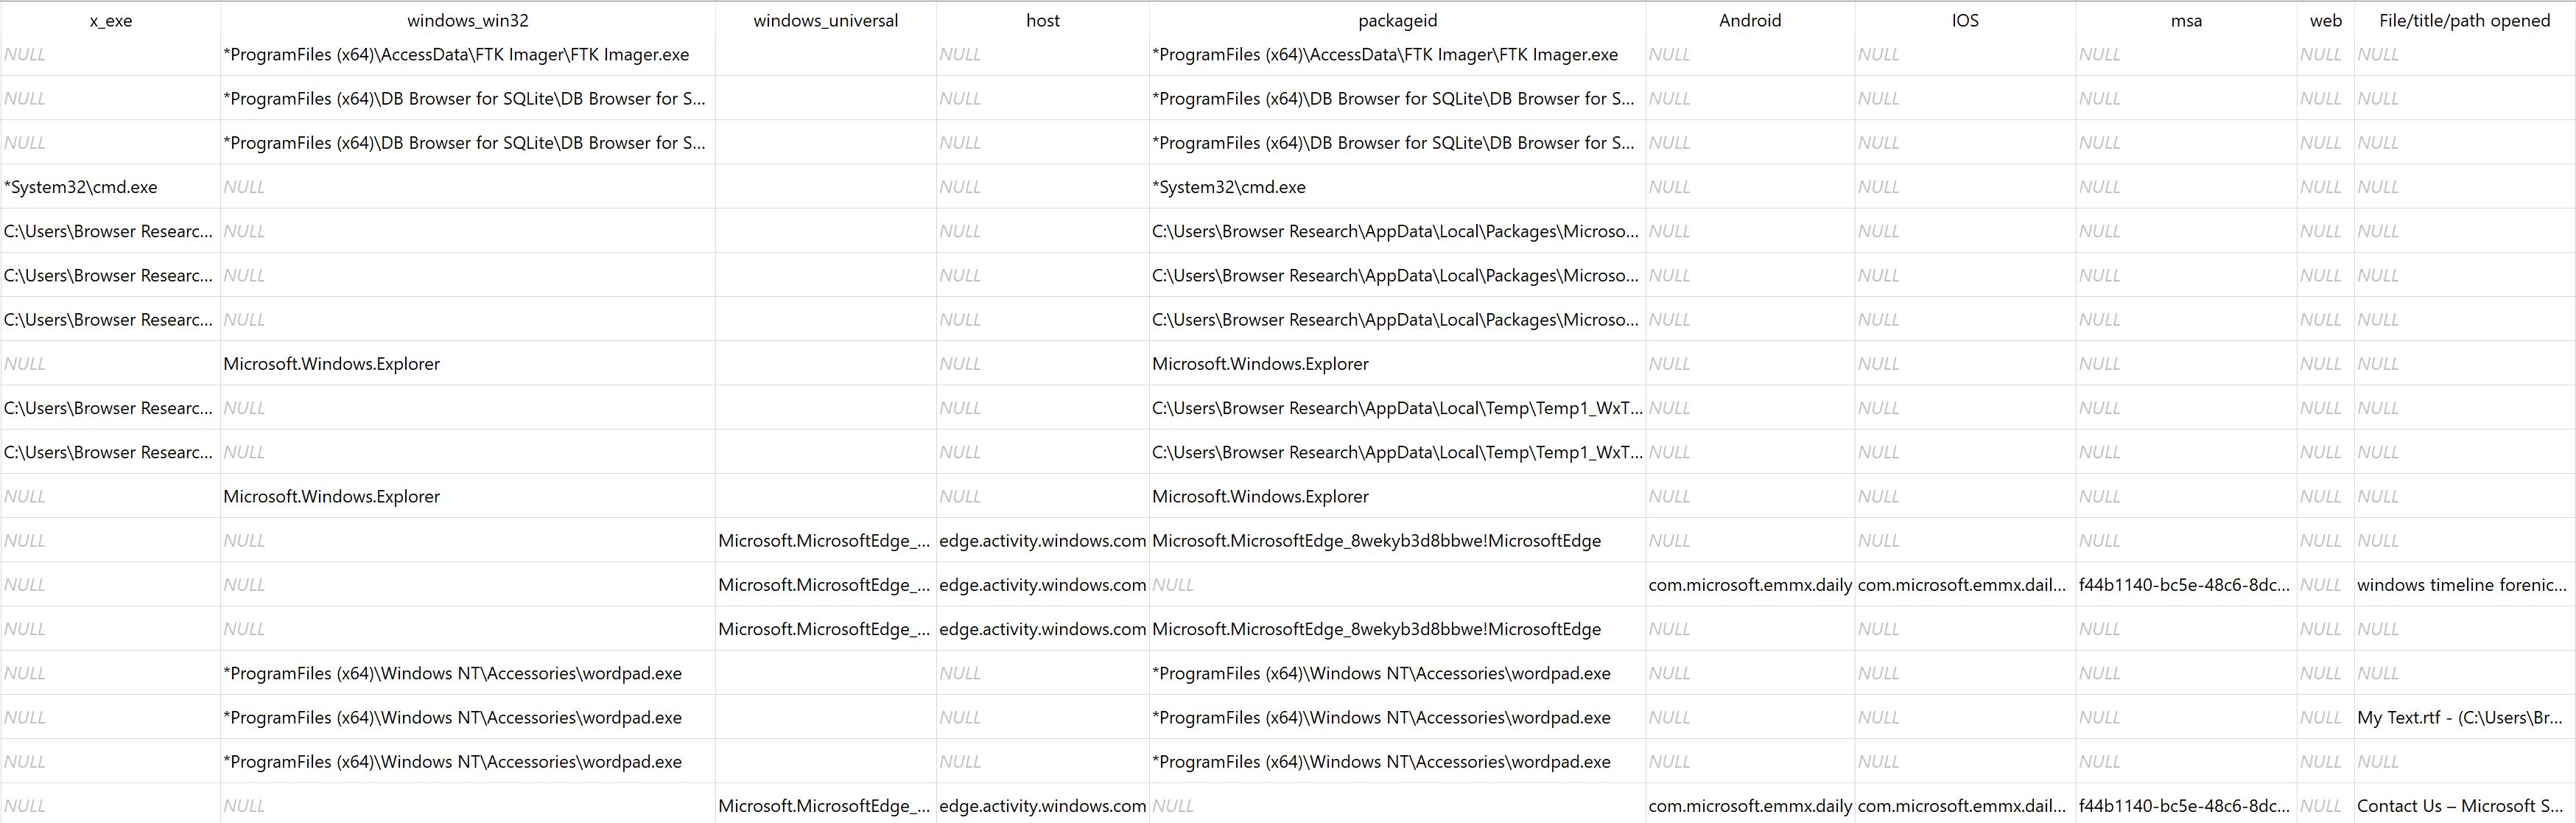 x_exe windows_win32 windows_universal host packageid Android IOS msa web File/title/path opened
NULL *ProgramFiles (x64)\AccessData\FTK Imager\FTK Imager.exe NULL *ProgramFiles (x64)\AccessData\FTK Imager\FTK Imager.exe NULL NULL NULL NULL NULL
NULL *ProgramFiles (x64)\DB Browser for SQLite\DB Browser for S... NULL *ProgramFiles (x64)\DB Browser for SQLite\DB Browser for S... NULL NULL NULL NULL NULL
NULL *ProgramFiles (x64)\DB Browser for SQLite\DB Browser for S... NULL *ProgramFiles (x64)\DB Browser for SQLite\DB Browser for S... NULL NULL NULL NULL NULL
*System32\cmd.exe NULL NULL *System32\cmd.exe NULL NULL NULL NULL NULL
C:\Users\Browser Researc... NULL NULL C:\Users\Browser Research\AppData\Local\Packages\Microso... NULL NULL NULL NULL NULL
C:\Users\Browser Researc... NULL NULL C:\Users\Browser Research\AppData\Local\Packages\Microso... NULL NULL NULL NULL NULL
C:\Users\Browser Researc... NULL NULL C:\Users\Browser Research\AppData\Local\Packages\Microso... NULL NULL NULL NULL NULL
NULL Microsoft.Windows.Explorer NULL Microsoft.Windows.Explorer NULL NULL NULL NULL NULL
C:\Users\Browser Researc... NULL NULL C:\Users\Browser Research\AppData\Local\Temp\Temp1_WxT... NULL NULL NULL NULL NULL
C:\Users\Browser Researc... NULL NULL C:\Users\Browser Research\AppData\Local\Temp\Temp1_WxT... NULL NULL NULL NULL NULL
NULL Microsoft.Windows.Explorer NULL Microsoft.Windows.Explorer NULL NULL NULL NULL NULL
NULL NULL Microsoft.MicrosoftEdge_... edge.activity.windows.com Microsoft.MicrosoftEdge_8wekyb3d8bbwe!MicrosoftEdge NULL NULL NULL NULL NULL
NULL NULL Microsoft.MicrosoftEdge_... edge.activity.windows.com NULL com.microsoft.emmx.daily com.microsoft.emmx.dail... f44b1140-bc5e-48c6-8dc... NULL windows timeline forenic...
NULL NULL Microsoft.MicrosoftEdge_... edge.activity.windows.com Microsoft.MicrosoftEdge_8wekyb3d8bbwe!MicrosoftEdge NULL NULL NULL NULL NULL
NULL *ProgramFiles (x64)\Windows NT\Accessories\wordpad.exe NULL *ProgramFiles (x64)\Windows NT\Accessories\wordpad.exe NULL NULL NULL NULL NULL
NULL *ProgramFiles (x64)\Windows NT\Accessories\wordpad.exe NULL *ProgramFiles (x64)\Windows NT\Accessories\wordpad.exe NULL NULL NULL NULL My Text.rtf - (C:\Users\Br...
NULL *ProgramFiles (x64)\Windows NT\Accessories\wordpad.exe NULL *ProgramFiles (x64)\Windows NT\Accessories\wordpad.exe NULL NULL NULL NULL NULL
NULL NULL Microsoft.MicrosoftEdge_... edge.activity.windows.com NULL com.microsoft.emmx.daily com.microsoft.emmx.dail... f44b1140-bc5e-48c6-8dc... NULL Contact Us – Microsoft S...